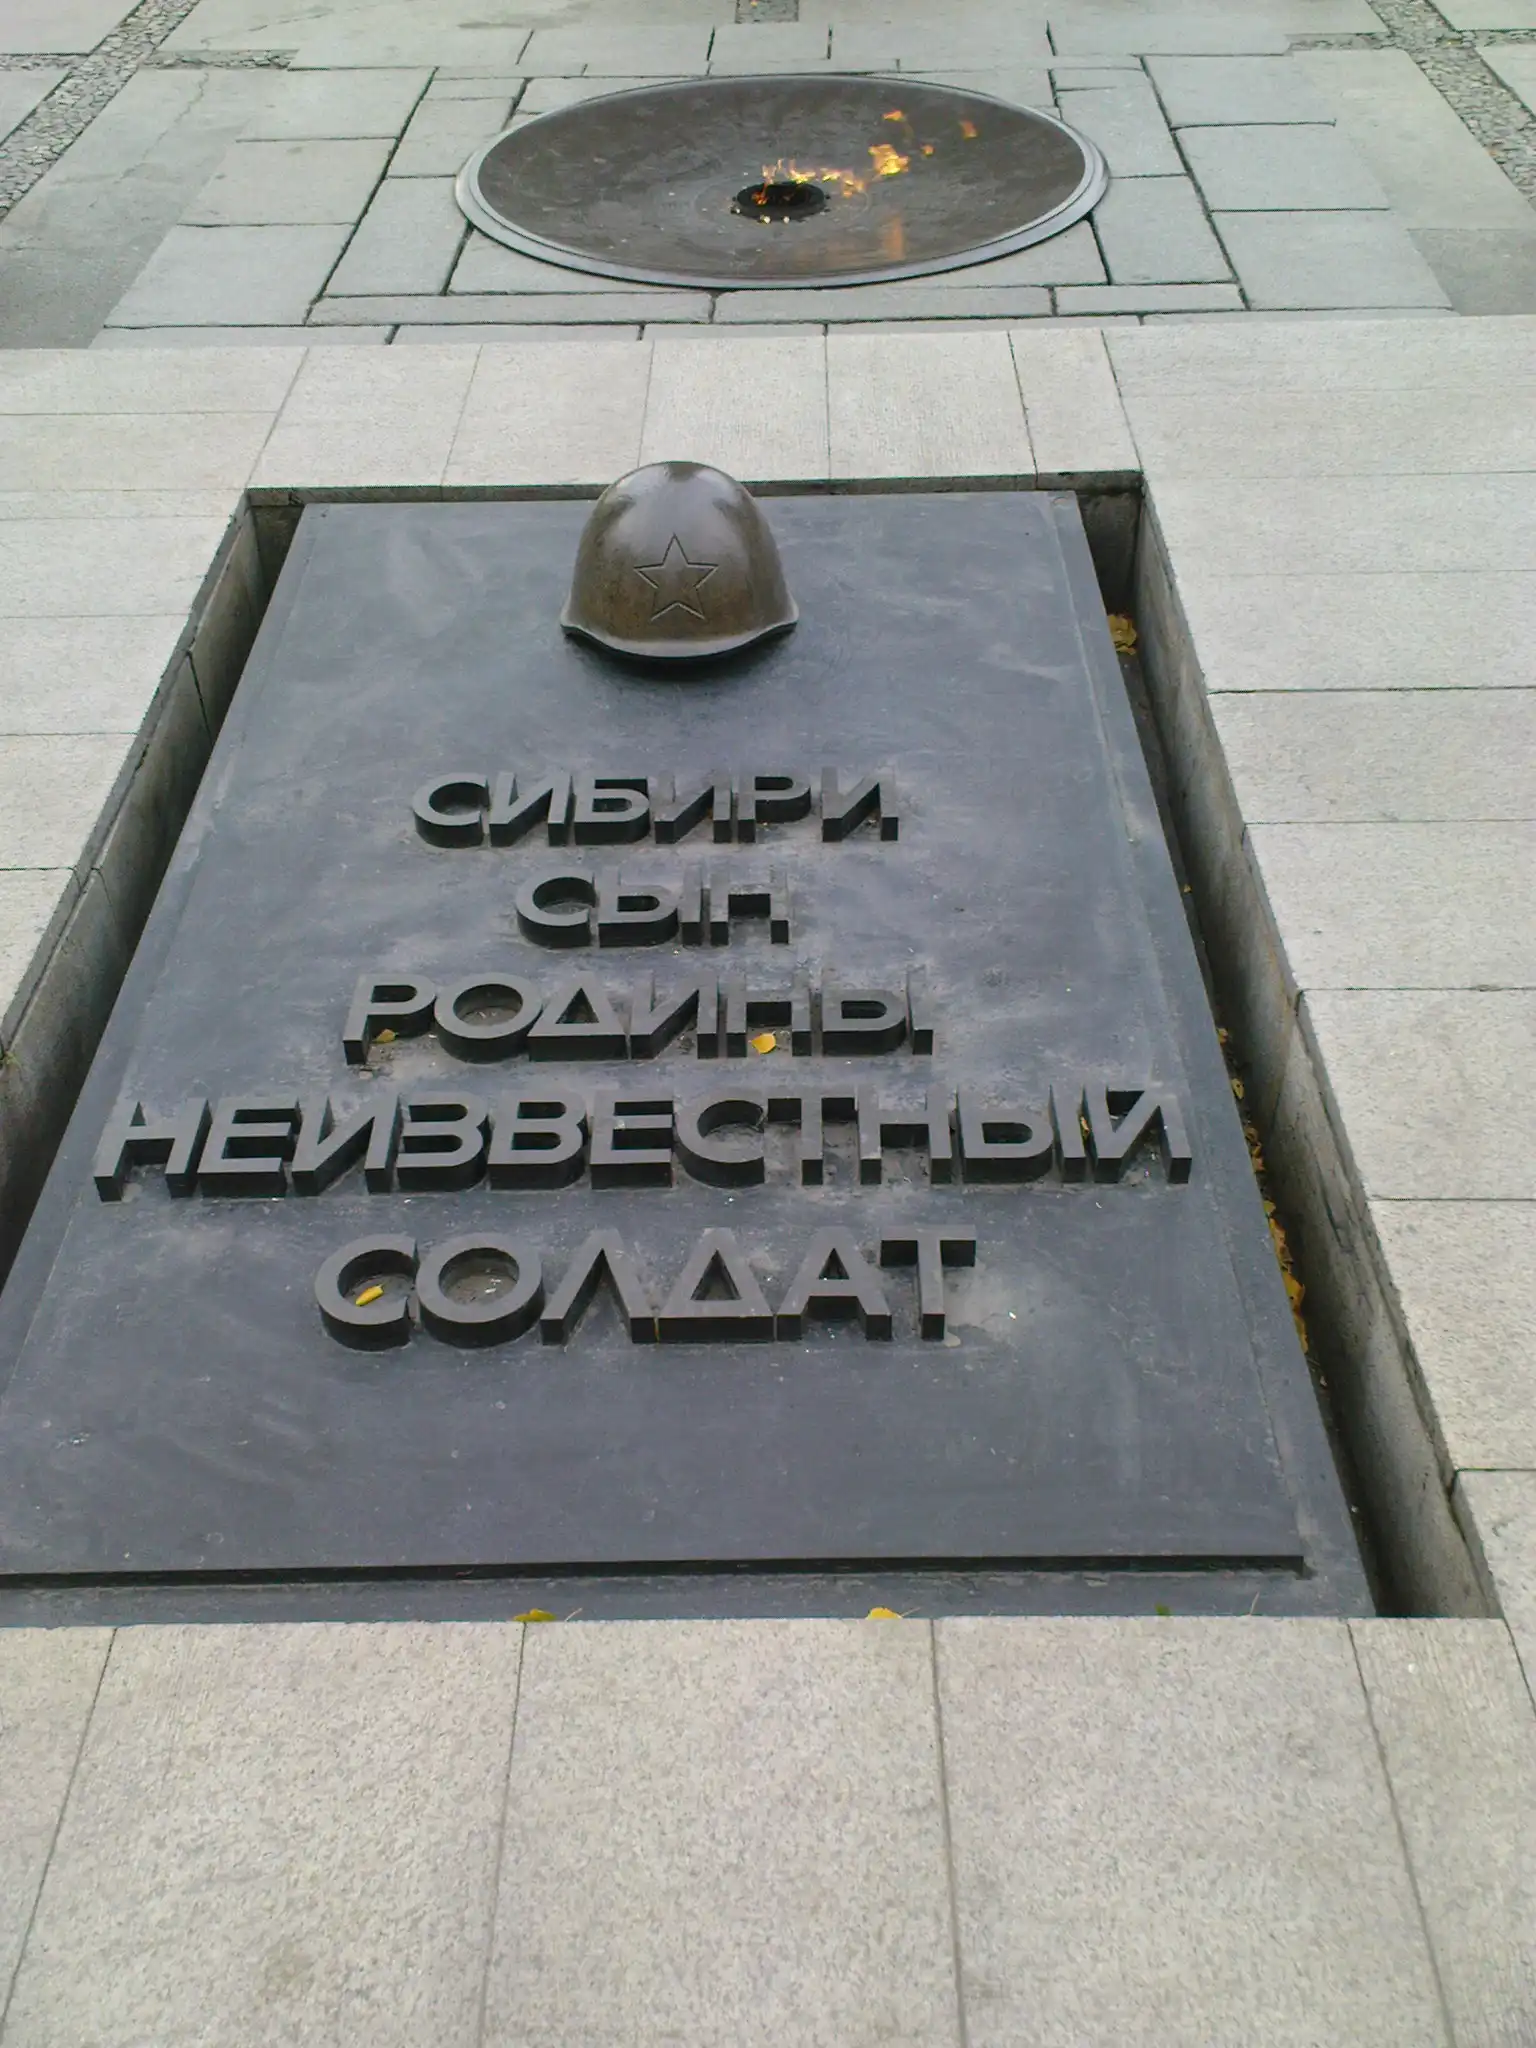 СИБИРИ
СЫН
РОДИНЫ
НЕИЗВЕСТНЫЙ
СОЛДАТ